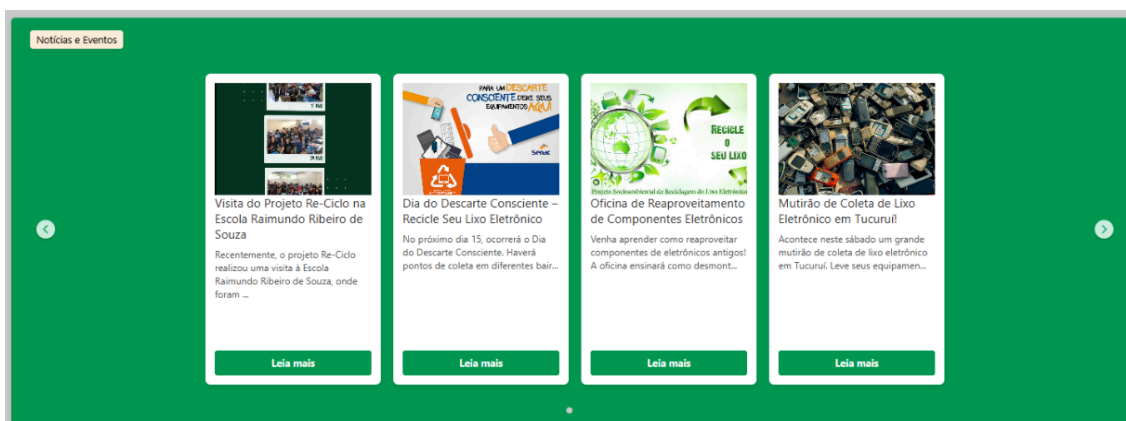 Notícias e Eventos
PARA UM DESCARTE
CONSCIENTE DEIXE SEUS
EQUIPAMENTOS AQUI
Senac
RECICLE
O
SEU LIXO
Projeto Socioambiental de Reciclagem do Lixo Eletrônico
Visita do Projeto Re-Ciclo na
Escola Raimundo Ribeiro de
Souza
Recentemente, o projeto Re-Ciclo
realizou uma visita à Escola
Raimundo Ribeiro de Souza, onde
foram ...
Leia mais
Dia do Descarte Consciente –
Recicle Seu Lixo Eletrônico
No próximo dia 15, ocorrerá o Dia
do Descarte Consciente. Haverá
pontos de coleta em diferentes bair...
Leia mais
Oficina de Reaproveitamento
de Componentes Eletrônicos
Venha aprender como reaproveitar
componentes de eletrônicos antigos!
A oficina ensinará como desmont...
Leia mais
Mutirão de Coleta de Lixo
Eletrônico em Tucuruí!
Acontece neste sábado um grande
mutirão de coleta de lixo eletrônico
em Tucuruí. Leve seus equipamen...
Leia mais